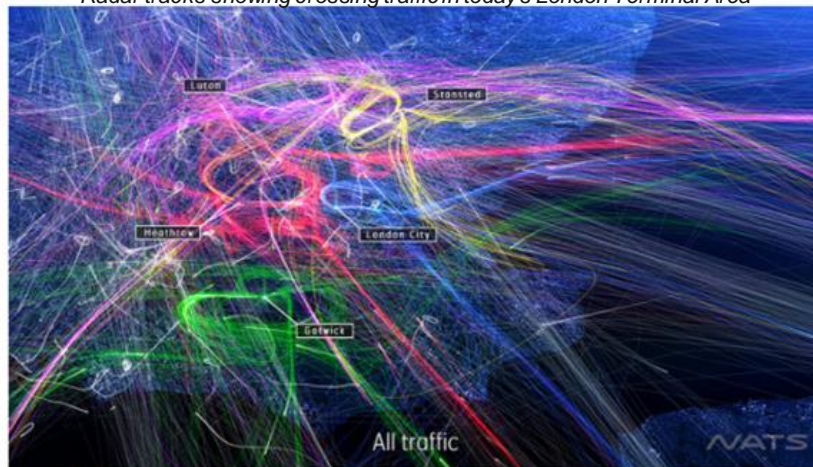 Radar tracks showing crossing traffic in today's London Terminal Area
Luton
Stansted
Heathrow
London City
Gatwick
All traffic
NATS